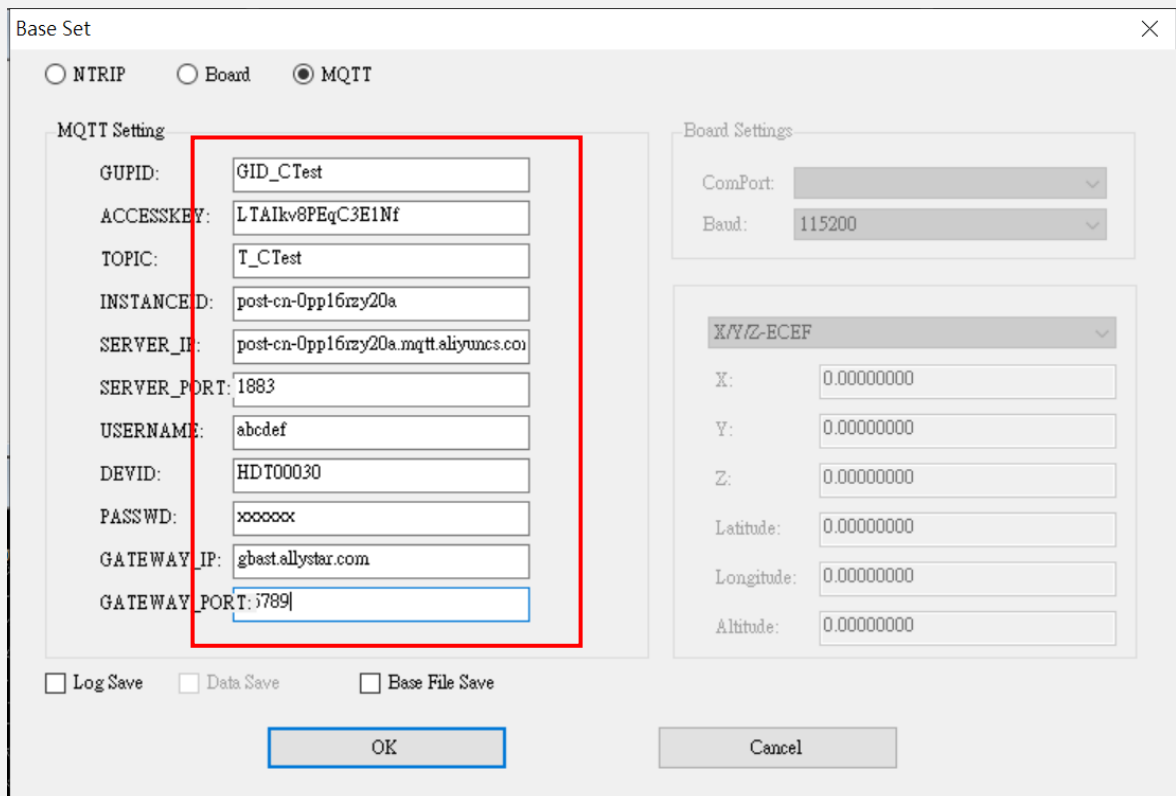 Base Set
NTRIP
Board
MQTT
MQTT Setting
GUPID: GID_CTest
ACCESSKEY: LTAIkv8PEqC3E1Nf
TOPIC: T_CTest
INSTANCEID: post-cn-0pp16rzy20a
SERVER_IP: post-cn-0pp16rzy20a.mqtt.aliyuncs.co
SERVER_PORT: 1883
USERNAME: abcdef
DEVID: HDT00030
PASSWD: xxxxxx
GATEWAY_IP: gbast.allystar.com
GATEWAY_PORT: 789
Board Settings
ComPort:
Baud: 115200
X/Y/Z-ECEF
X: 0.00000000
Y: 0.00000000
Z: 0.00000000
Latitude: 0.00000000
Longitude: 0.00000000
Altitude: 0.00000000
Log Save
Data Save
Base File Save
OK
Cancel